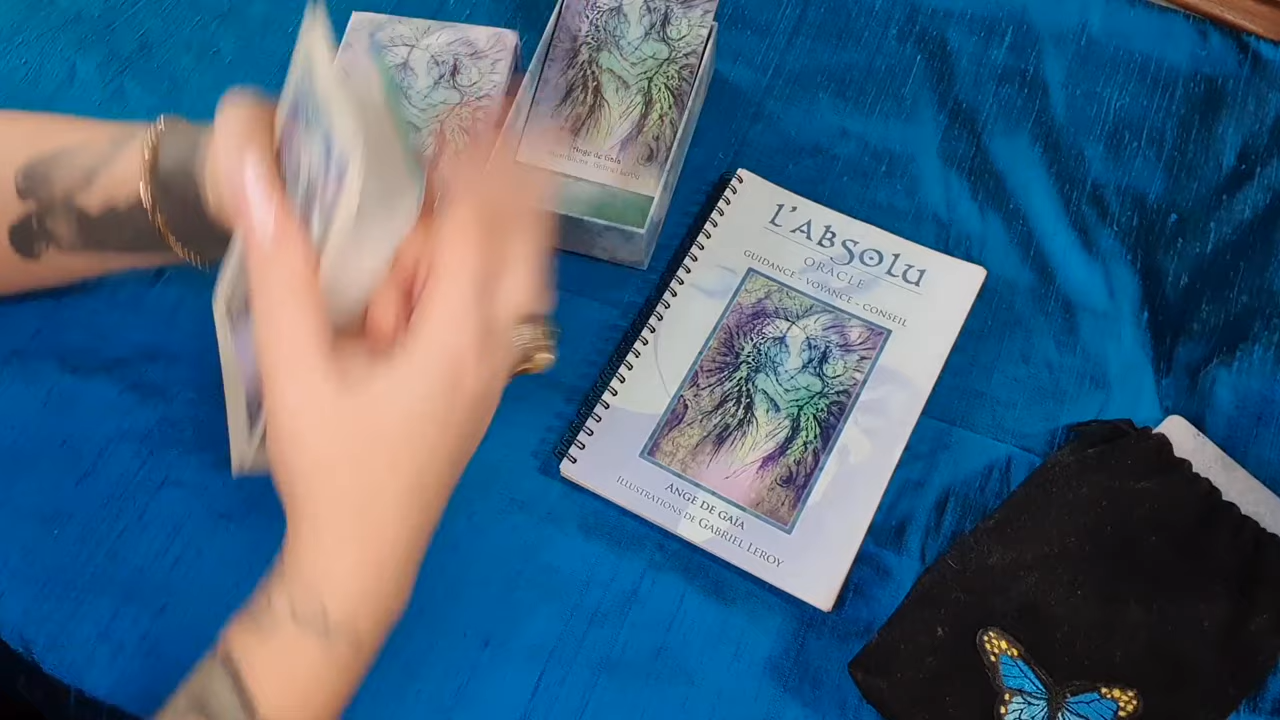 Ange de Gaïa
L'ABSOLU
ORACLE
GUIDANCE - VOYANCE - CONSEIL
ANGE DE GAÏA
ILLUSTRATIONS DE GABRIEL LEROY